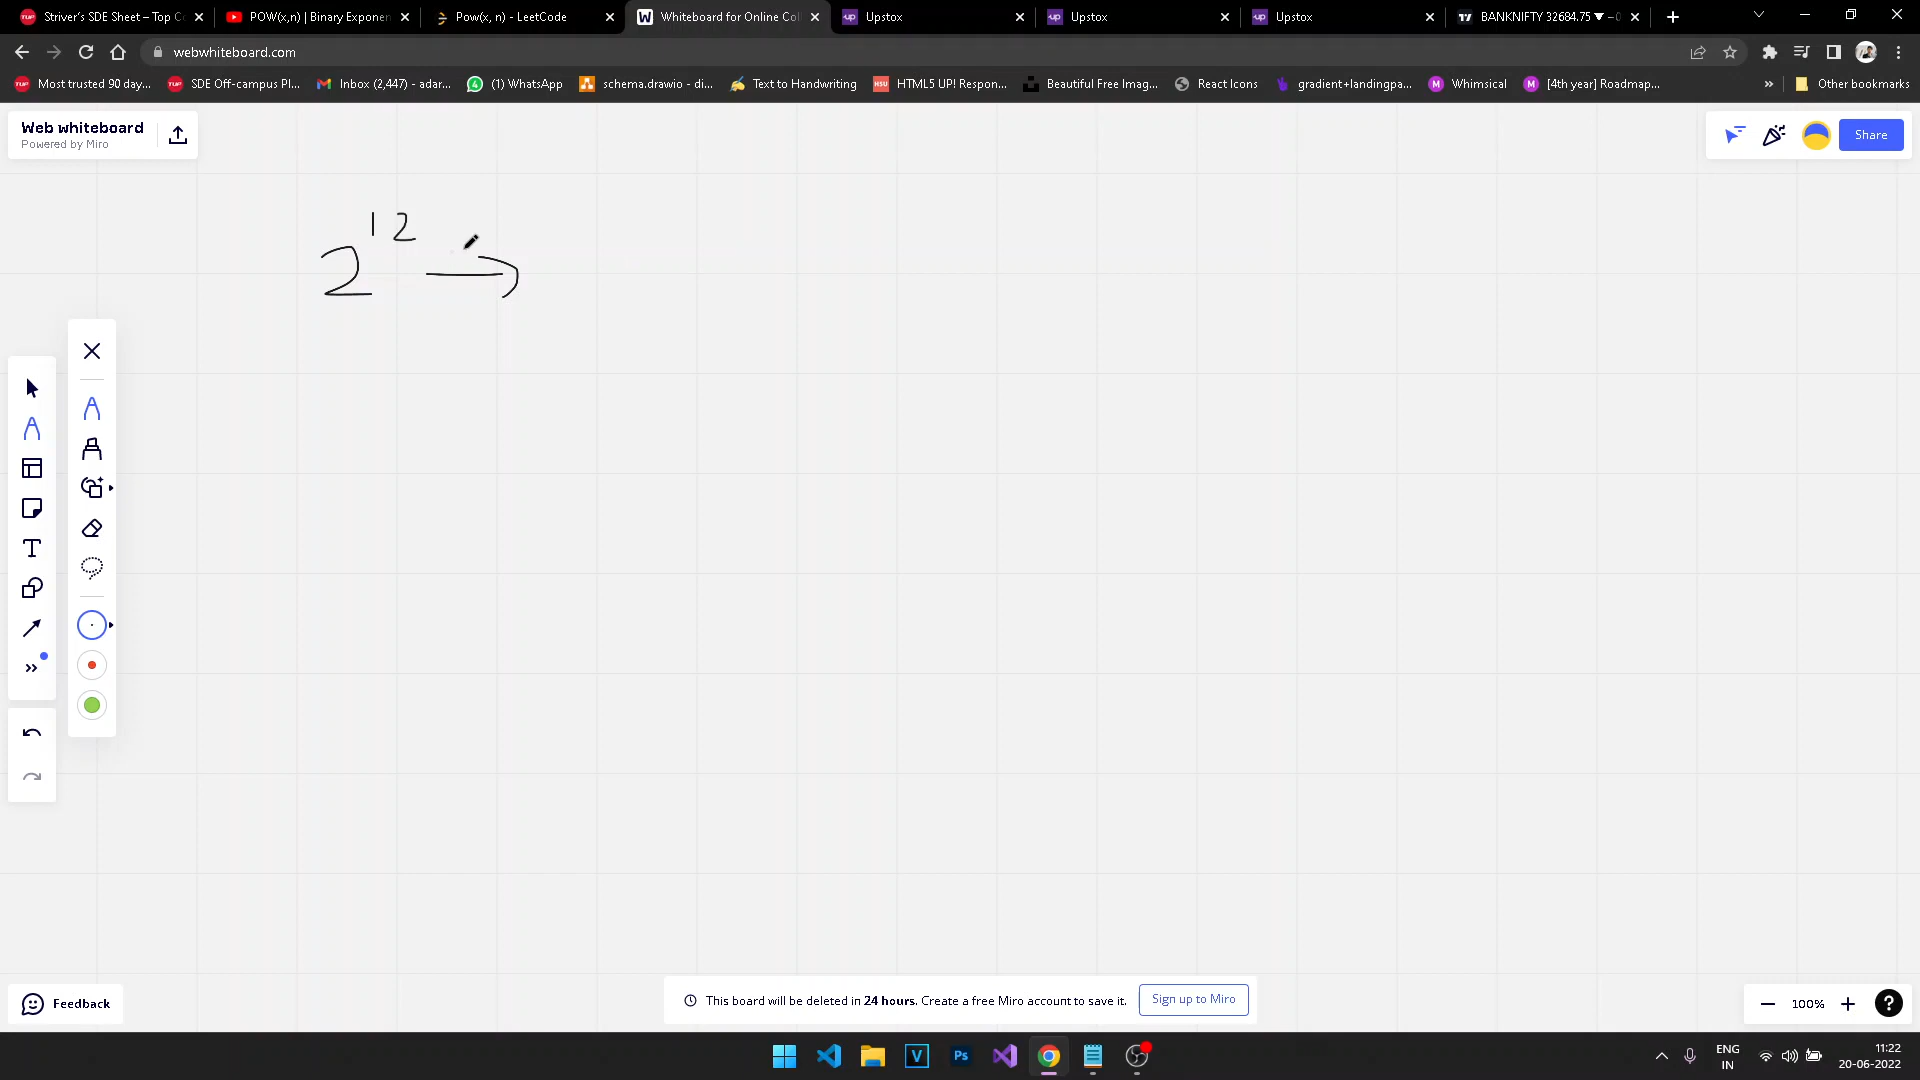 Striver's SDE Sheet – Top C
POW(x,n) | Binary Exponen
Pow(x, n) - LeetCode
Whiteboard for Online Coll
Upstox
Upstox
Upstox
BANKNIFTY 32684.75 ▼ –
webwhiteboard.com
Most trusted 90 day...
SDE Off-campus Pl...
Inbox (2,447) - adar...
(1) WhatsApp
schema.drawio - di...
Text to Handwriting
HTML5 UP! Respon...
Beautiful Free Imag...
React Icons
gradient+landingpa...
Whimsical
[4th year] Roadmap...
»
Other bookmarks
Web whiteboard
Powered by Miro
Share
2^12 →
Feedback
This board will be deleted in 24 hours. Create a free Miro account to save it.
Sign up to Miro
100%
ENG
IN
11:22
20-06-2022